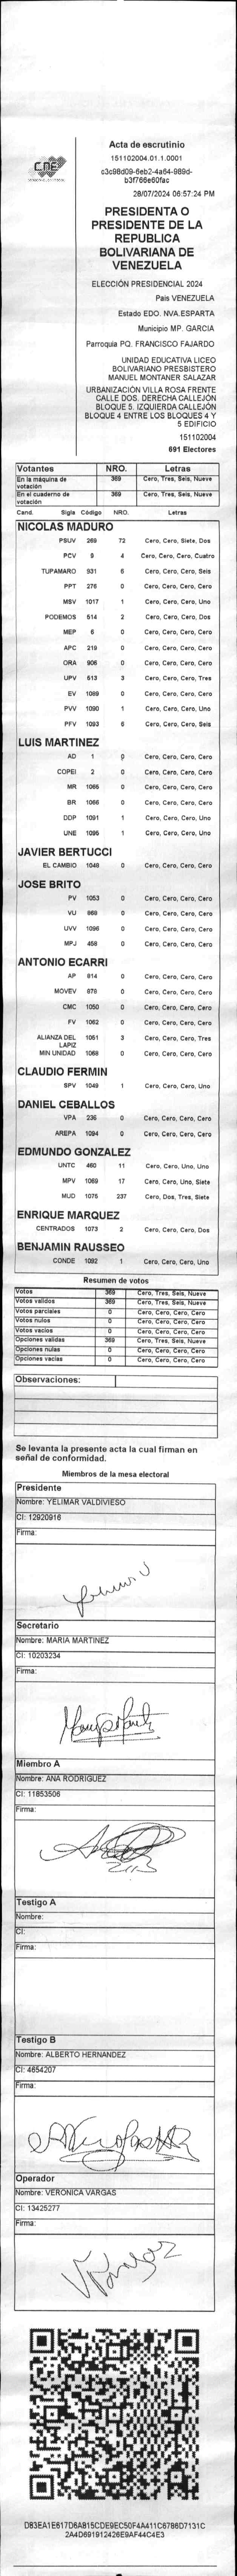 CNE
Acta de escrutinio
151102004.01.1.0001
c3c98d09-6eb2-4a64-989d-
b3f766e60fac
28/07/2024 06:57:24 PM
PRESIDENTA O
PRESIDENTE DE LA
REPUBLICA
BOLIVARIANA DE
VENEZUELA
ELECCIÓN PRESIDENCIAL 2024
Pais VENEZUELA
Estado EDO. NVA.ESPARTA
Municipio MP. GARCIA
Parroquia PQ. FRANCISCO FAJARDO
UNIDAD EDUCATIVA LICEO
BOLIVARIANO PRESBISTERO
MANUEL MONTANER SALAZAR
URBANIZACIÓN VILLA ROSA FRENTE
CALLE DOS. DERECHA CALLEJÓN
BLOQUE 5. IZQUIERDA CALLEJÓN
BLOQUE 4 ENTRE LOS BLOQUES 4 Y
5 EDIFICIO
151102004
691 Electores
Votantes NRO. Letras
En la máquina de votación 369 Cero, Tres, Seis, Nueve
En el cuaderno de votación 369 Cero, Tres, Seis, Nueve
Cand. Sigla Código NRO. Letras
NICOLAS MADURO
PSUV 269 72 Cero, Cero, Siete, Dos
PCV 9 4 Cero, Cero, Cero, Cuatro
TUPAMARO 931 6 Cero, Cero, Cero, Seis
PPT 276 0 Cero, Cero, Cero, Cero
MSV 1017 1 Cero, Cero, Cero, Uno
PODEMOS 514 2 Cero, Cero, Cero, Dos
MEP 6 0 Cero, Cero, Cero, Cero
APC 219 0 Cero, Cero, Cero, Cero
ORA 906 0 Cero, Cero, Cero, Cero
UPV 513 3 Cero, Cero, Cero, Tres
EV 1089 0 Cero, Cero, Cero, Cero
PVV 1090 1 Cero, Cero, Cero, Uno
PFV 1093 6 Cero, Cero, Cero, Seis
LUIS MARTINEZ
AD 1 0 Cero, Cero, Cero, Cero
COPEI 2 0 Cero, Cero, Cero, Cero
MR 1065 0 Cero, Cero, Cero, Cero
BR 1066 0 Cero, Cero, Cero, Cero
DDP 1091 1 Cero, Cero, Cero, Uno
UNE 1095 1 Cero, Cero, Cero, Uno
JAVIER BERTUCCI
EL CAMBIO 1048 0 Cero, Cero, Cero, Cero
JOSE BRITO
PV 1053 0 Cero, Cero, Cero, Cero
VU 868 0 Cero, Cero, Cero, Cero
UVV 1096 0 Cero, Cero, Cero, Cero
MPJ 458 0 Cero, Cero, Cero, Cero
ANTONIO ECARRI
AP 814 0 Cero, Cero, Cero, Cero
MOVEV 878 0 Cero, Cero, Cero, Cero
CMC 1050 0 Cero, Cero, Cero, Cero
FV 1062 0 Cero, Cero, Cero, Cero
ALIANZA DEL LAPIZ 1051 3 Cero, Cero, Cero, Tres
MIN UNIDAD 1068 0 Cero, Cero, Cero, Cero
CLAUDIO FERMIN
SPV 1049 1 Cero, Cero, Cero, Uno
DANIEL CEBALLOS
VPA 236 0 Cero, Cero, Cero, Cero
AREPA 1094 0 Cero, Cero, Cero, Cero
EDMUNDO GONZALEZ
UNTC 460 11 Cero, Cero, Uno, Uno
MPV 1069 17 Cero, Cero, Uno, Siete
MUD 1075 237 Cero, Dos, Tres, Siete
ENRIQUE MARQUEZ
CENTRADOS 1073 2 Cero, Cero, Cero, Dos
BENJAMIN RAUSSEO
CONDE 1092 1 Cero, Cero, Cero, Uno
Resumen de votos
Votos 369 Cero, Tres, Seis, Nueve
Votos validos 369 Cero, Tres, Seis, Nueve
Votos parciales 0 Cero, Cero, Cero, Cero
Votos nulos 0 Cero, Cero, Cero, Cero
Votos vacios 0 Cero, Cero, Cero, Cero
Opciones validas 369 Cero, Tres, Seis, Nueve
Opciones nulas 0 Cero, Cero, Cero, Cero
Opciones vacias 0 Cero, Cero, Cero, Cero
Observaciones:
Se levanta la presente acta la cual firman en
señal de conformidad.
Miembros de la mesa electoral
Presidente
Nombre: YELIMAR VALDIVIESO
CI: 12920916
Firma:
Secretario
Nombre: MARIA MARTINEZ
CI: 10203234
Firma:
Miembro A
Nombre: ANA RODRIGUEZ
CI: 11853506
Firma:
Testigo A
Nombre:
CI:
Firma:
Testigo B
Nombre: ALBERTO HERNANDEZ
CI: 4654207
Firma:
Operador
Nombre: VERONICA VARGAS
CI: 13425277
Firma:
D83EA1E617D6A815CDE9EC50F4A411C6786D7131C
2A4D691912426E9AF44C4E3